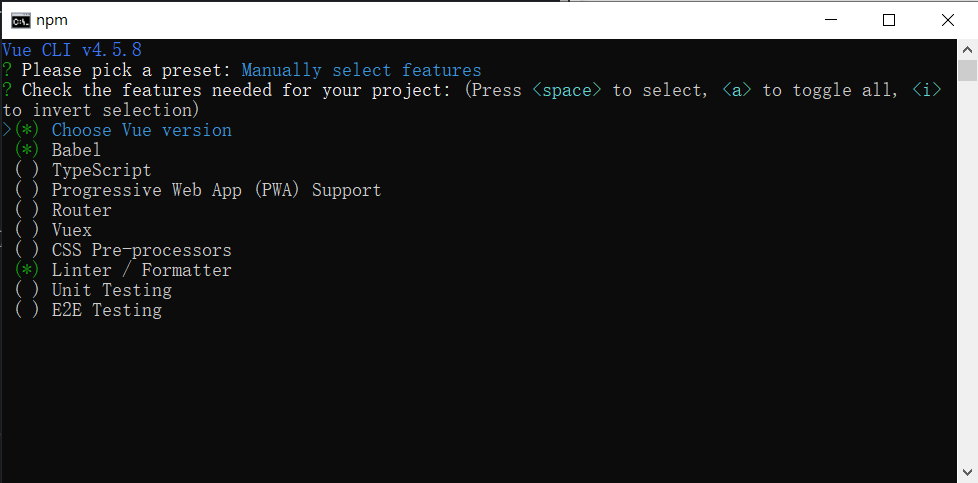 npm
Vue CLI v4.5.8
? Please pick a preset: Manually select features
? Check the features needed for your project: (Press <space> to select, <a> to toggle all, <i>
to invert selection)
>(*) Choose Vue version
(*) Babel
( ) TypeScript
( ) Progressive Web App (PWA) Support
( ) Router
( ) Vuex
( ) CSS Pre-processors
(*) Linter / Formatter
( ) Unit Testing
( ) E2E Testing